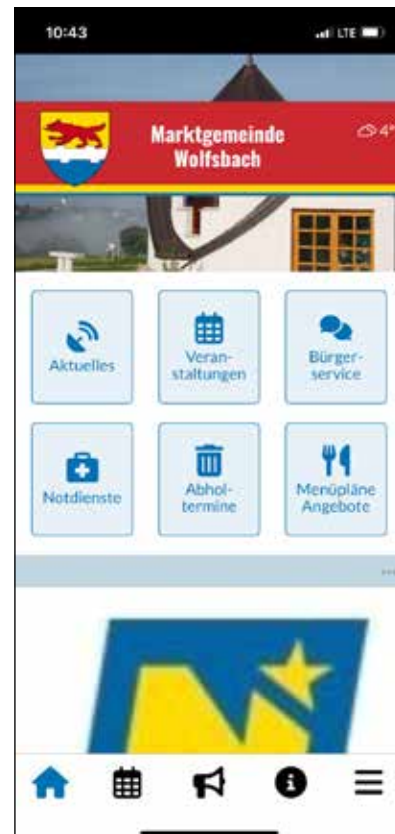 10:43
LTE
Marktgemeinde
Wolfsbach
4°
Aktuelles
Veran-
staltungen
Bürger-
service
Notdienste
Abhol-
termine
Menüpläne
Angebote